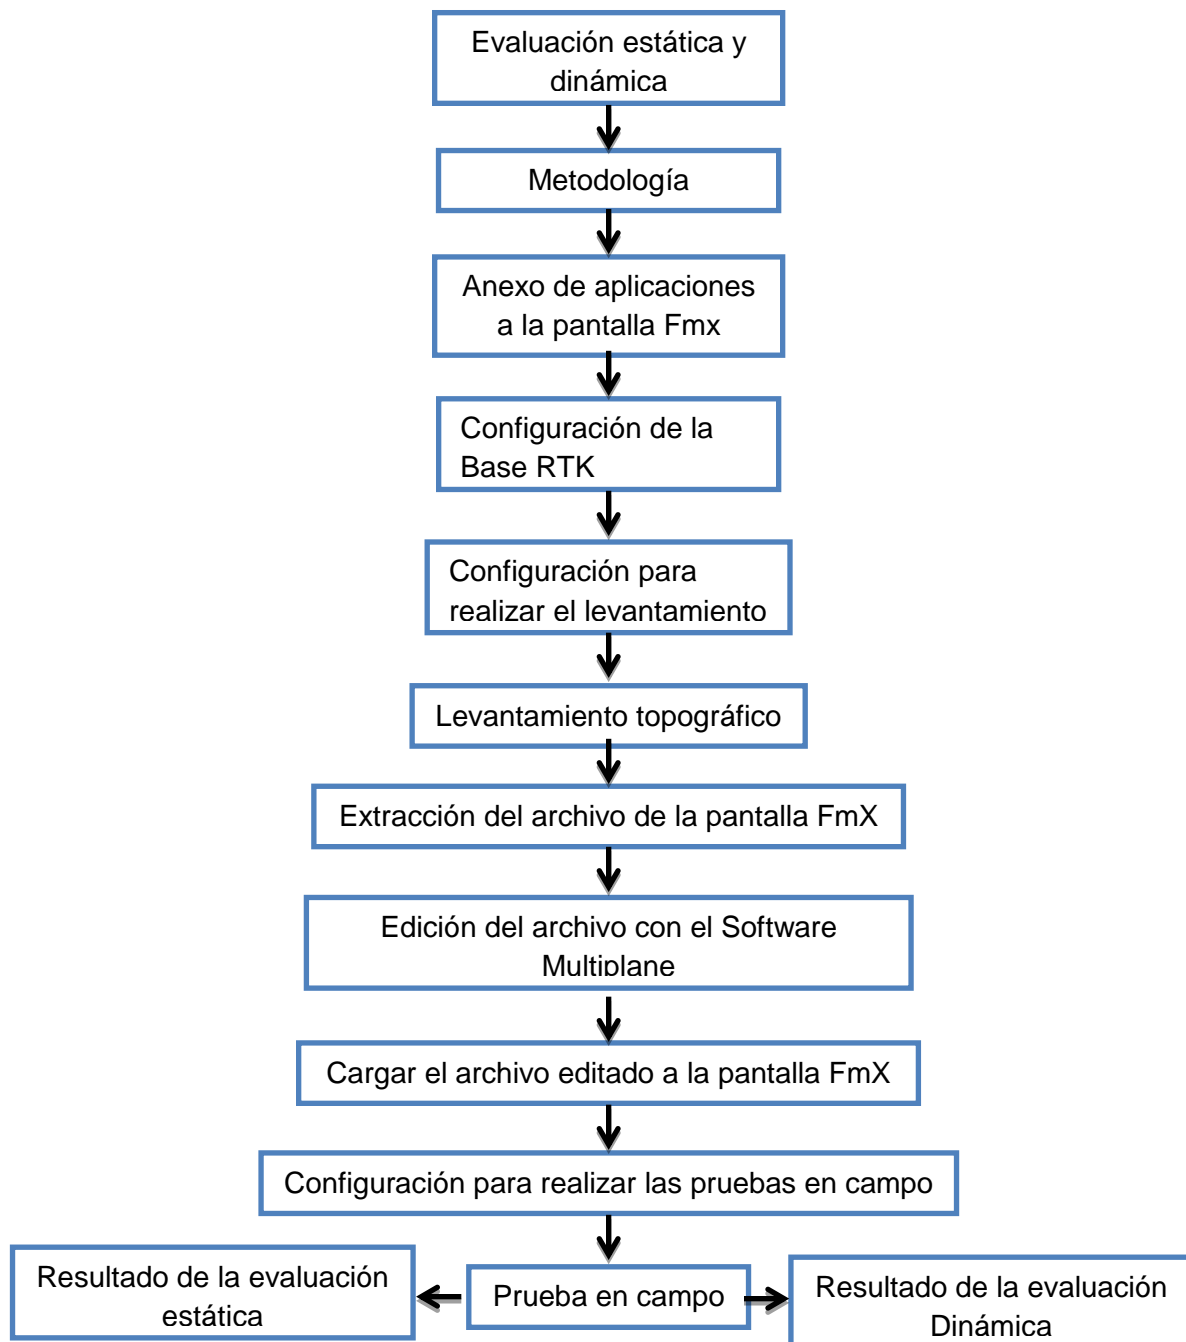 Evaluación estática y
dinámica
Metodología
Anexo de aplicaciones
a la pantalla Fmx
Configuración de la
Base RTK
Configuración para
realizar el levantamiento
Levantamiento topográfico
Extracción del archivo de la pantalla FmX
Edición del archivo con el Software
Multiplane
Cargar el archivo editado a la pantalla FmX
Configuración para realizar las pruebas en campo
Resultado de la evaluación
estática
Prueba en campo
Resultado de la evaluación
Dinámica